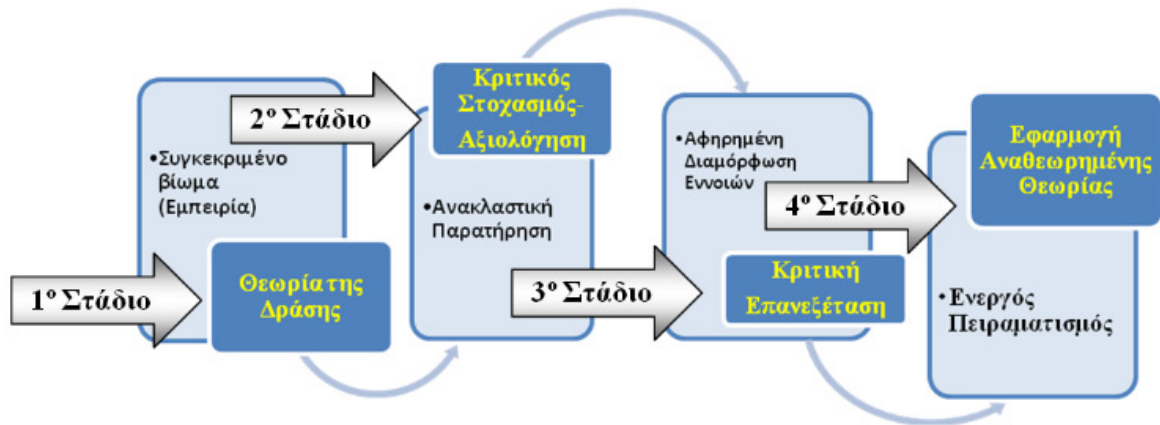 1ο Στάδιο
•Συγκεκριμένο
βίωμα
(Εμπειρία)
Θεωρία της
Δράσης
2ο Στάδιο
Κριτικός
Στοχασμός-
Αξιολόγηση
•Ανακλαστική
Παρατήρηση
3ο Στάδιο
•Αφηρημένη
Διαμόρφωση
Εννοιών
Κριτική
Επανεξέταση
4ο Στάδιο
Εφαρμογή
Αναθεωρημένης
Θεωρίας
•Ενεργός
Πειραματισμός